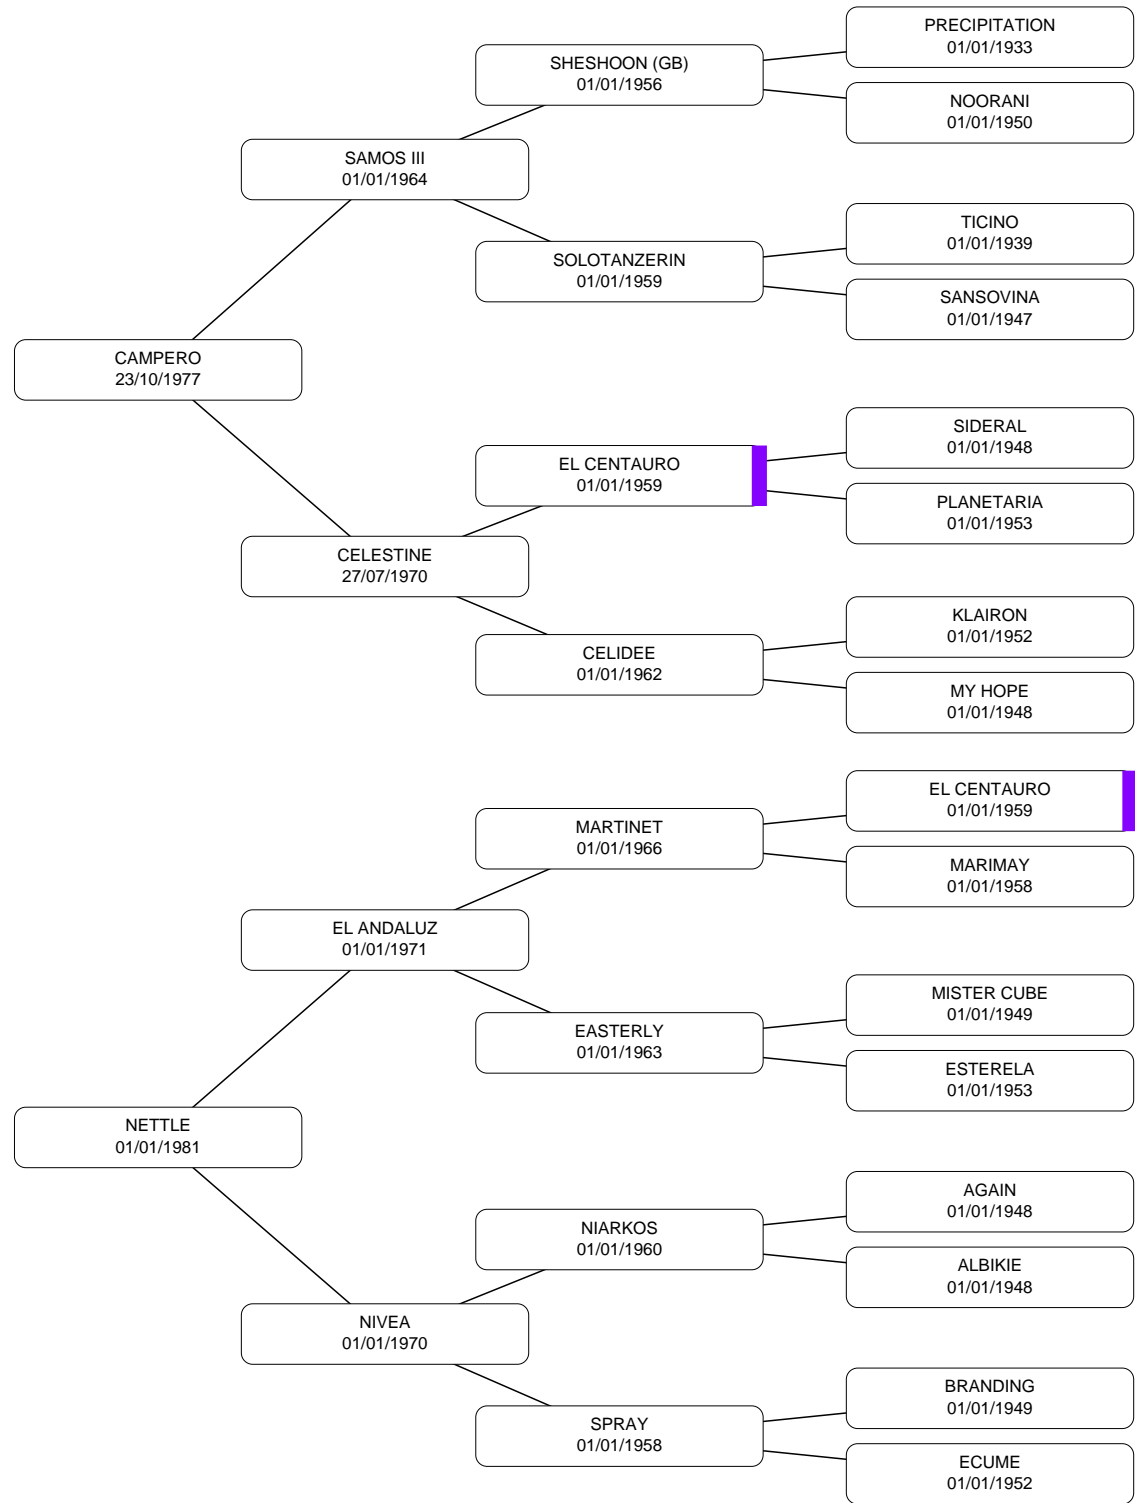 PRECIPITATION
01/01/1933
SHESHOON (GB)
01/01/1956
NOORANI
01/01/1950
SAMOS III
01/01/1964
TICINO
01/01/1939
SOLOTANZERIN
01/01/1959
SANSOVINA
01/01/1947
CAMPERO
23/10/1977
SIDERAL
01/01/1948
EL CENTAURO
01/01/1959
PLANETARIA
01/01/1953
CELESTINE
27/07/1970
KLAIRON
01/01/1952
CELIDEE
01/01/1962
MY HOPE
01/01/1948
EL CENTAURO
01/01/1959
MARTINET
01/01/1966
MARIMAY
01/01/1958
EL ANDALUZ
01/01/1971
MISTER CUBE
01/01/1949
EASTERLY
01/01/1963
ESTERELA
01/01/1953
NETTLE
01/01/1981
AGAIN
01/01/1948
NIARKOS
01/01/1960
ALBIKIE
01/01/1948
NIVEA
01/01/1970
BRANDING
01/01/1949
SPRAY
01/01/1958
ECUME
01/01/1952